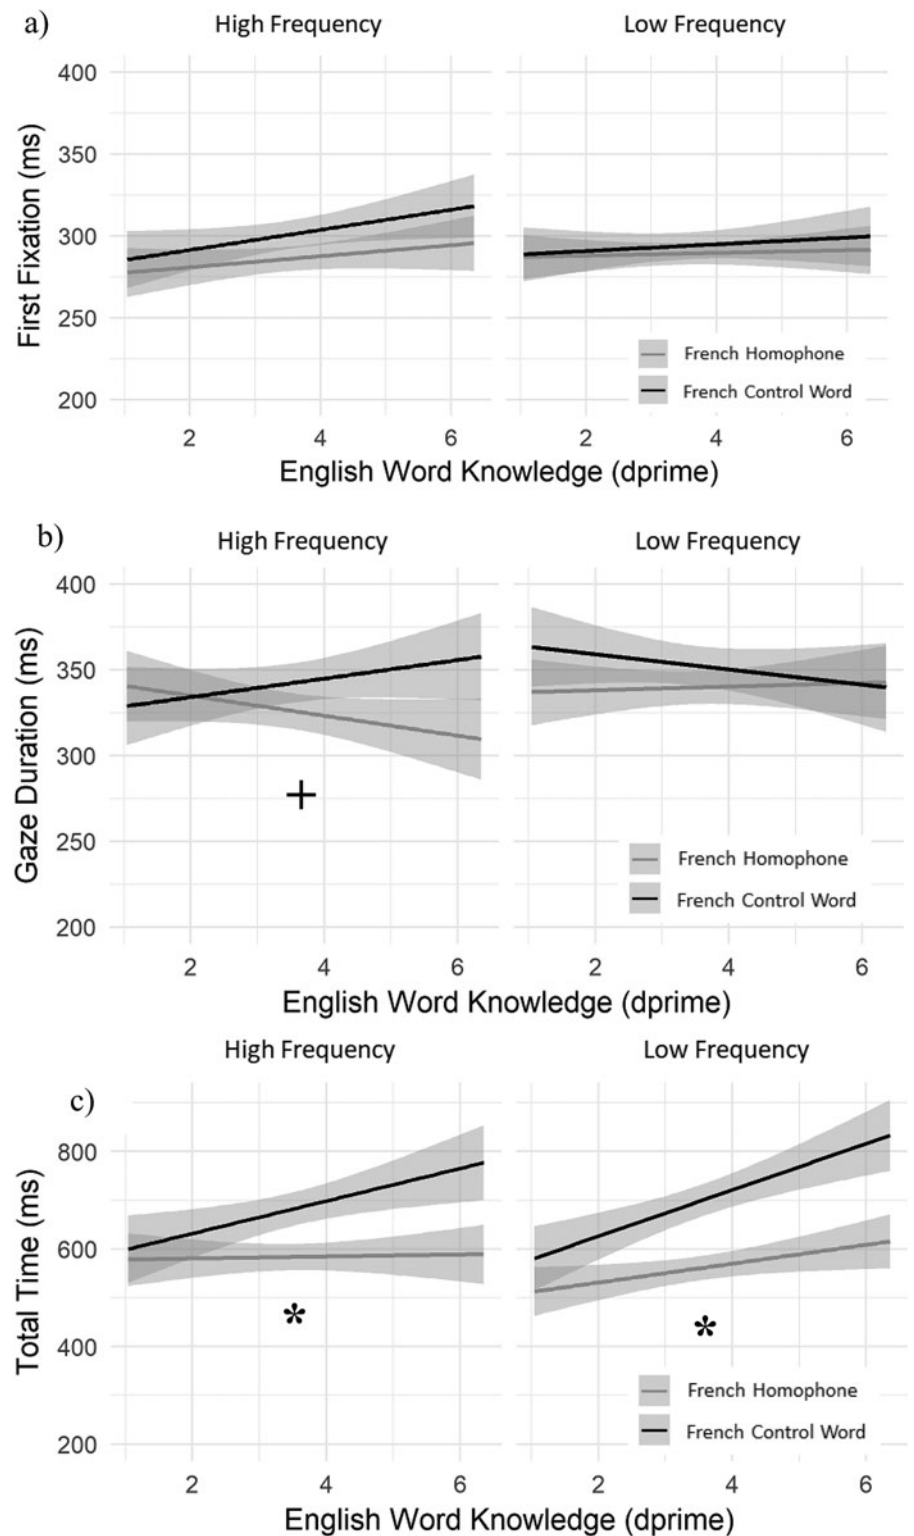 a)
High Frequency Low Frequency
First Fixation (ms)
400
350
300
250
200
French Homophone
French Control Word
2 4 6 2 4 6
English Word Knowledge (dprime)
b)
High Frequency Low Frequency
Gaze Duration (ms)
400
350
300
250
200
+
French Homophone
French Control Word
2 4 6 2 4 6
English Word Knowledge (dprime)
High Frequency Low Frequency
c)
Total Time (ms)
800
600
400
200
* *
French Homophone
French Control Word
2 4 6 2 4 6
English Word Knowledge (dprime)